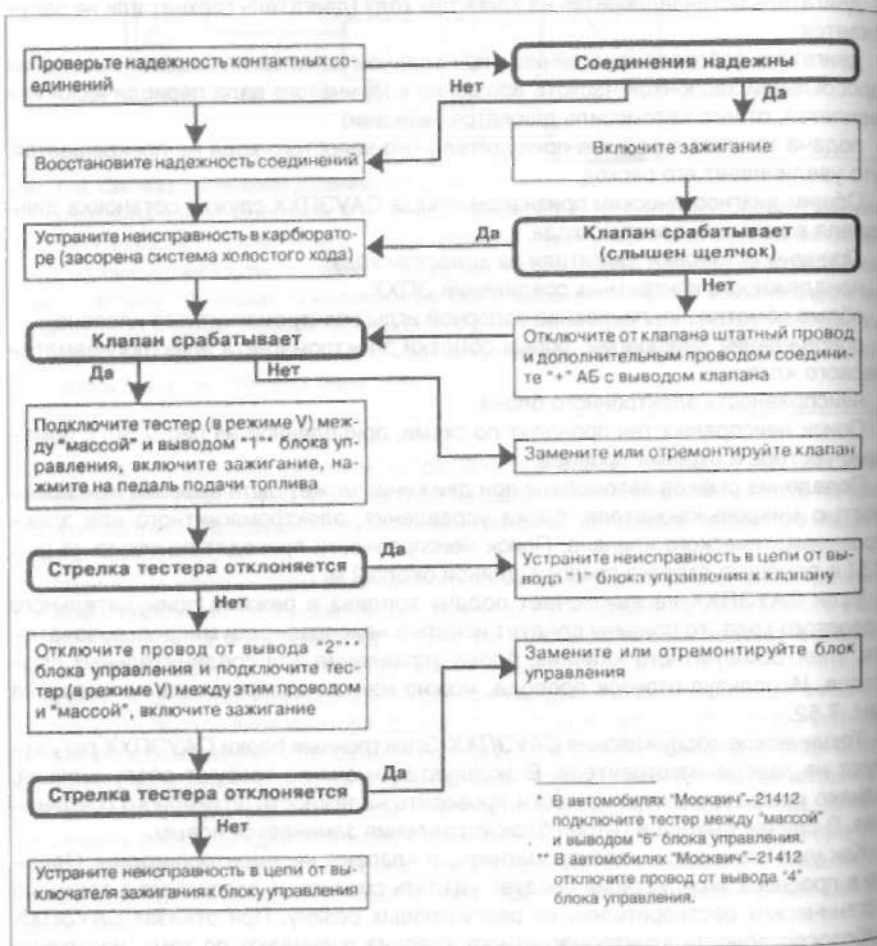 Проверьте надежность контактных со-
единений
Соединения надежны
Нет
Да
Восстановите надежность соединений
Включите зажигание
Устраните неисправность в карбюрато-
ре (засорена система холостого хода)
Да
Клапан срабатывает
(слышен щелчок)
Нет
Клапан срабатывает
Да
Нет
Отключите от клапана штатный провод
и дополнительным проводом соедини-
те "+" АБ с выводом клапана
Подключите тестер (в режиме V) меж-
ду "массой" и выводом "1"* блока уп-
равления, включите зажигание, на-
жмите на педаль подачи топлива
Замените или отремонтируйте клапан
Стрелка тестера отклоняется
Да
Нет
Устраните неисправность в цепи от вы-
вода "1" блока управления к клапану
Отключите провод от вывода "2"**
блока управления и подключите тес-
тер (в режиме V) между этим проводом
и "массой", включите зажигание
Замените или отремонтируйте блок
управления
Стрелка тестера отклоняется
Да
Нет
Устраните неисправность в цепи от вы-
ключателя зажигания к блоку управления
В автомобилях "Москвич"–21412
подключите тестер между "массой"
и выводом "6" блока управления.
** В автомобилях "Москвич"–21412
отключите провод от вывода "4"
блока управления.